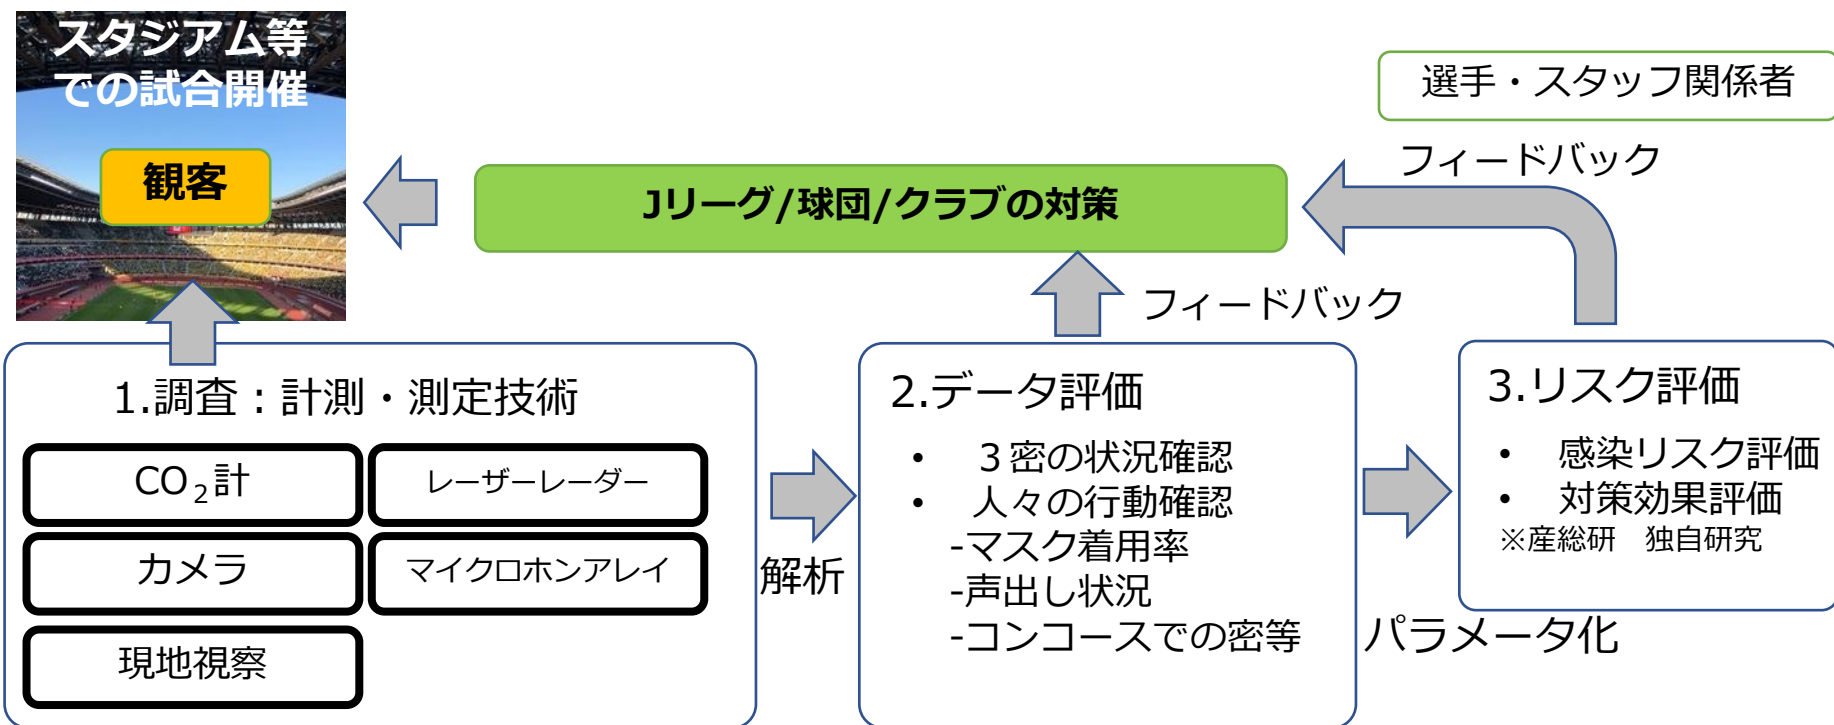 スタジアム等
での試合開催
観客
Jリーグ/球団/クラブの対策
選手・スタッフ関係者
フィードバック
フィードバック
1.調査：計測・測定技術
CO₂計
レーザーレーダー
カメラ
マイクロホンアレイ
現地視察
解析
2.データ評価
• ３密の状況確認
• 人々の行動確認
-マスク着用率
-声出し状況
-コンコースでの密等
パラメータ化
3.リスク評価
• 感染リスク評価
• 対策効果評価
※産総研　独自研究